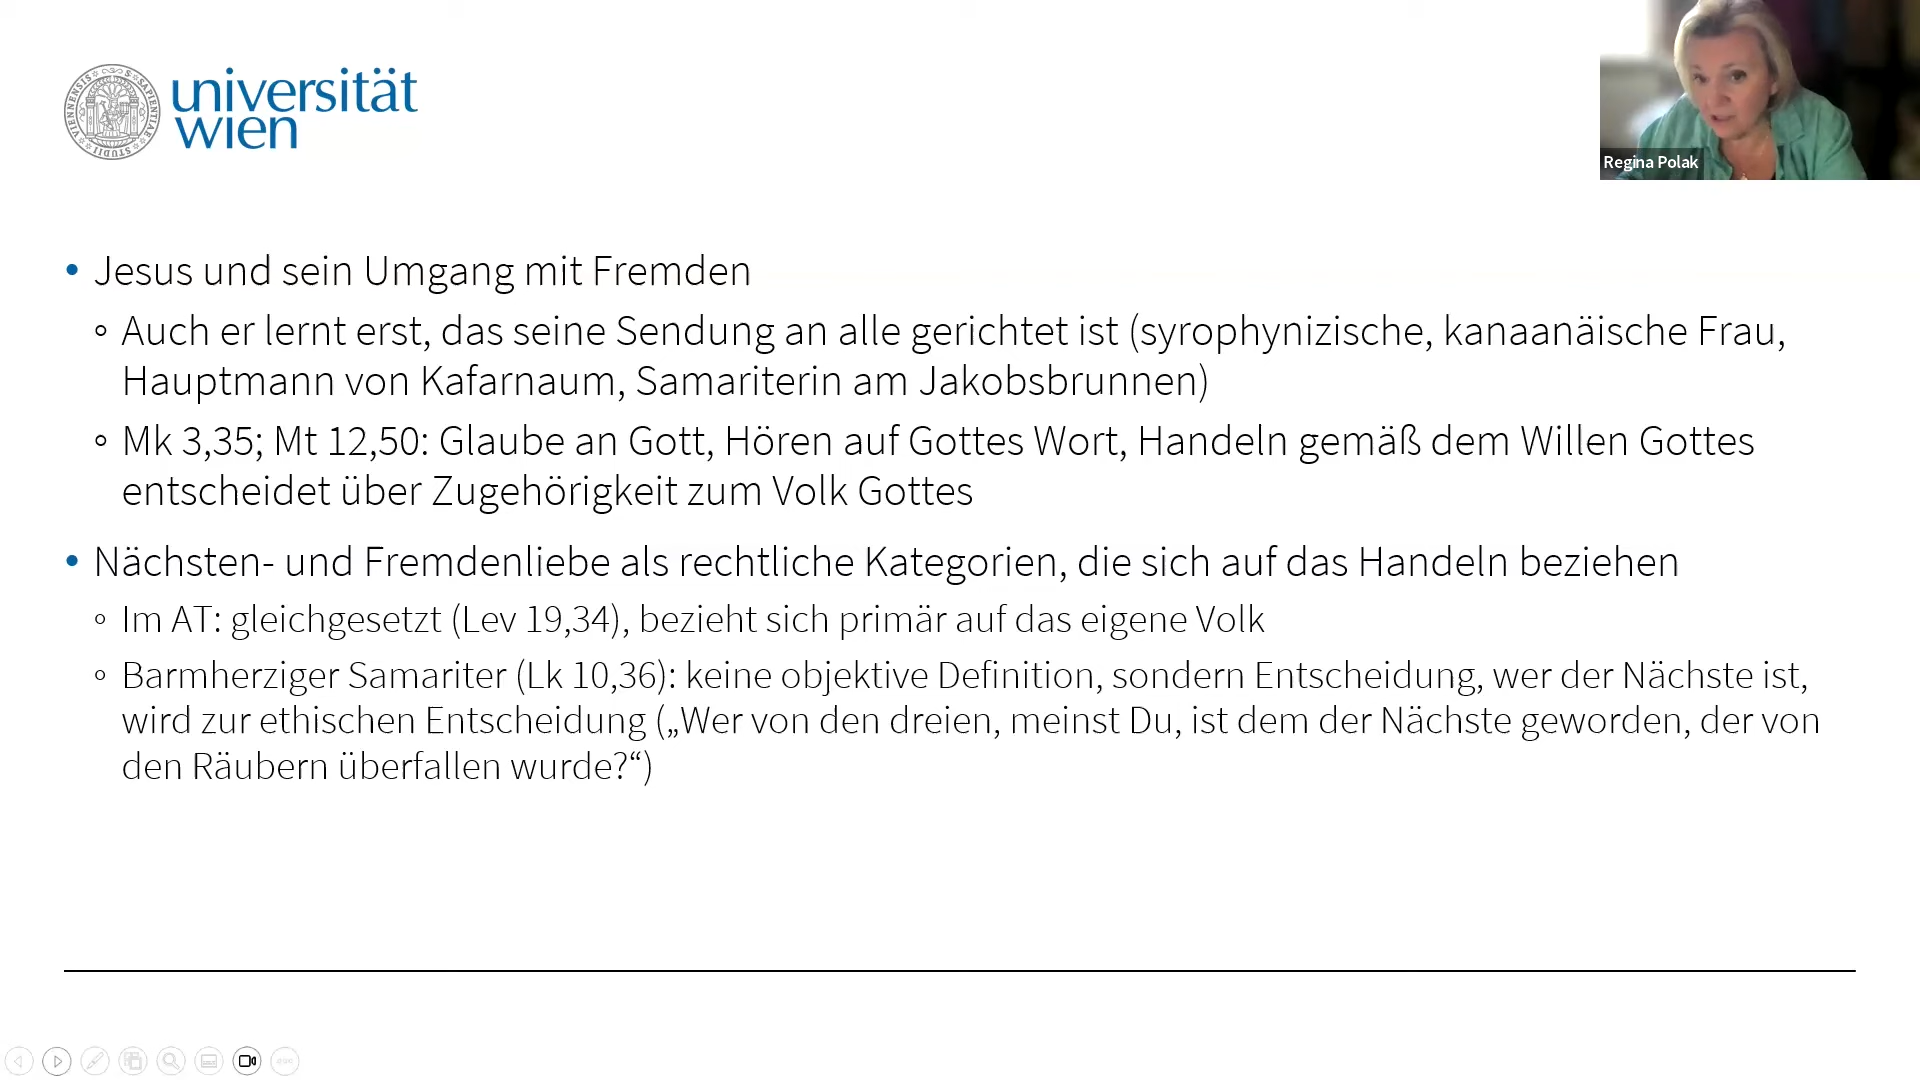 universität
wien
Regina Polak
• Jesus und sein Umgang mit Fremden
◦ Auch er lernt erst, das seine Sendung an alle gerichtet ist (syrophynizische, kanaanäische Frau,
Hauptmann von Kafarnaum, Samariterin am Jakobsbrunnen)
◦ Mk 3,35; Mt 12,50: Glaube an Gott, Hören auf Gottes Wort, Handeln gemäß dem Willen Gottes
entscheidet über Zugehörigkeit zum Volk Gottes
• Nächsten- und Fremdenliebe als rechtliche Kategorien, die sich auf das Handeln beziehen
◦ Im AT: gleichgesetzt (Lev 19,34), bezieht sich primär auf das eigene Volk
◦ Barmherziger Samariter (Lk 10,36): keine objektive Definition, sondern Entscheidung, wer der Nächste ist,
wird zur ethischen Entscheidung („Wer von den dreien, meinst Du, ist dem der Nächste geworden, der von
den Räubern überfallen wurde?“)